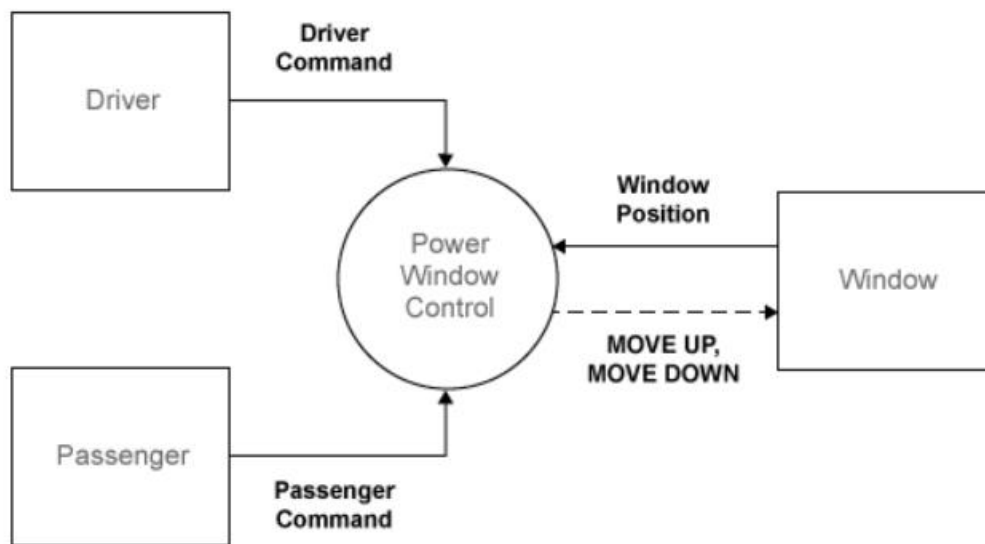 Driver
Driver
Command
Power
Window
Control
Window
Position
Window
MOVE UP,
MOVE DOWN
Passenger
Passenger
Command